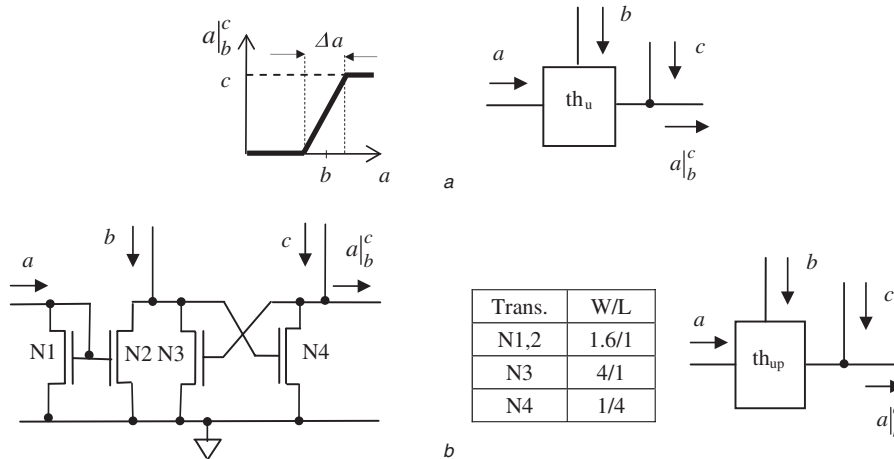 a|_b^c
Δa
c
b
a
a
b
c
th_u
a|_b^c
a
a
b
c
a|_b^c
N1
N2
N3
N4
Trans. W/L
N1,2 1.6/1
N3 4/1
N4 1/4
b
a
b
c
th_up
b